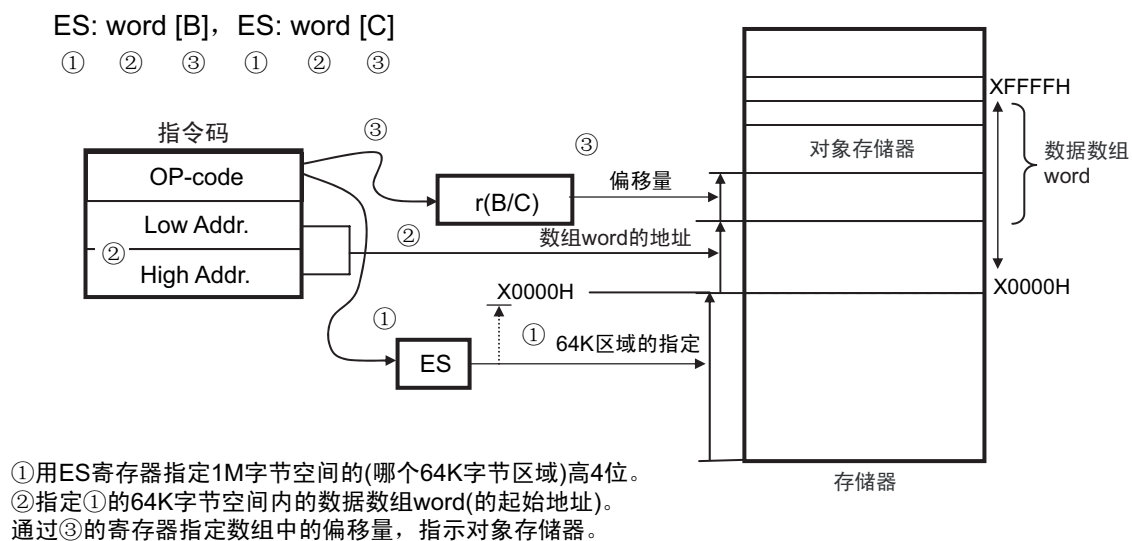 ES: word [B]，ES: word [C]
① ② ③ ① ② ③
指令码
OP-code
Low Addr.
②
High Addr.
③
③
r(B/C)
偏移量
②
数组word的地址
X0000H
①
①
64K区域的指定
ES
XFFFFH
对象存储器
数据数组
word
X0000H
存储器
①用ES寄存器指定1M字节空间的(哪个64K字节区域)高4位。
②指定①的64K字节空间内的数据数组word(的起始地址)。
通过③的寄存器指定数组中的偏移量，指示对象存储器。